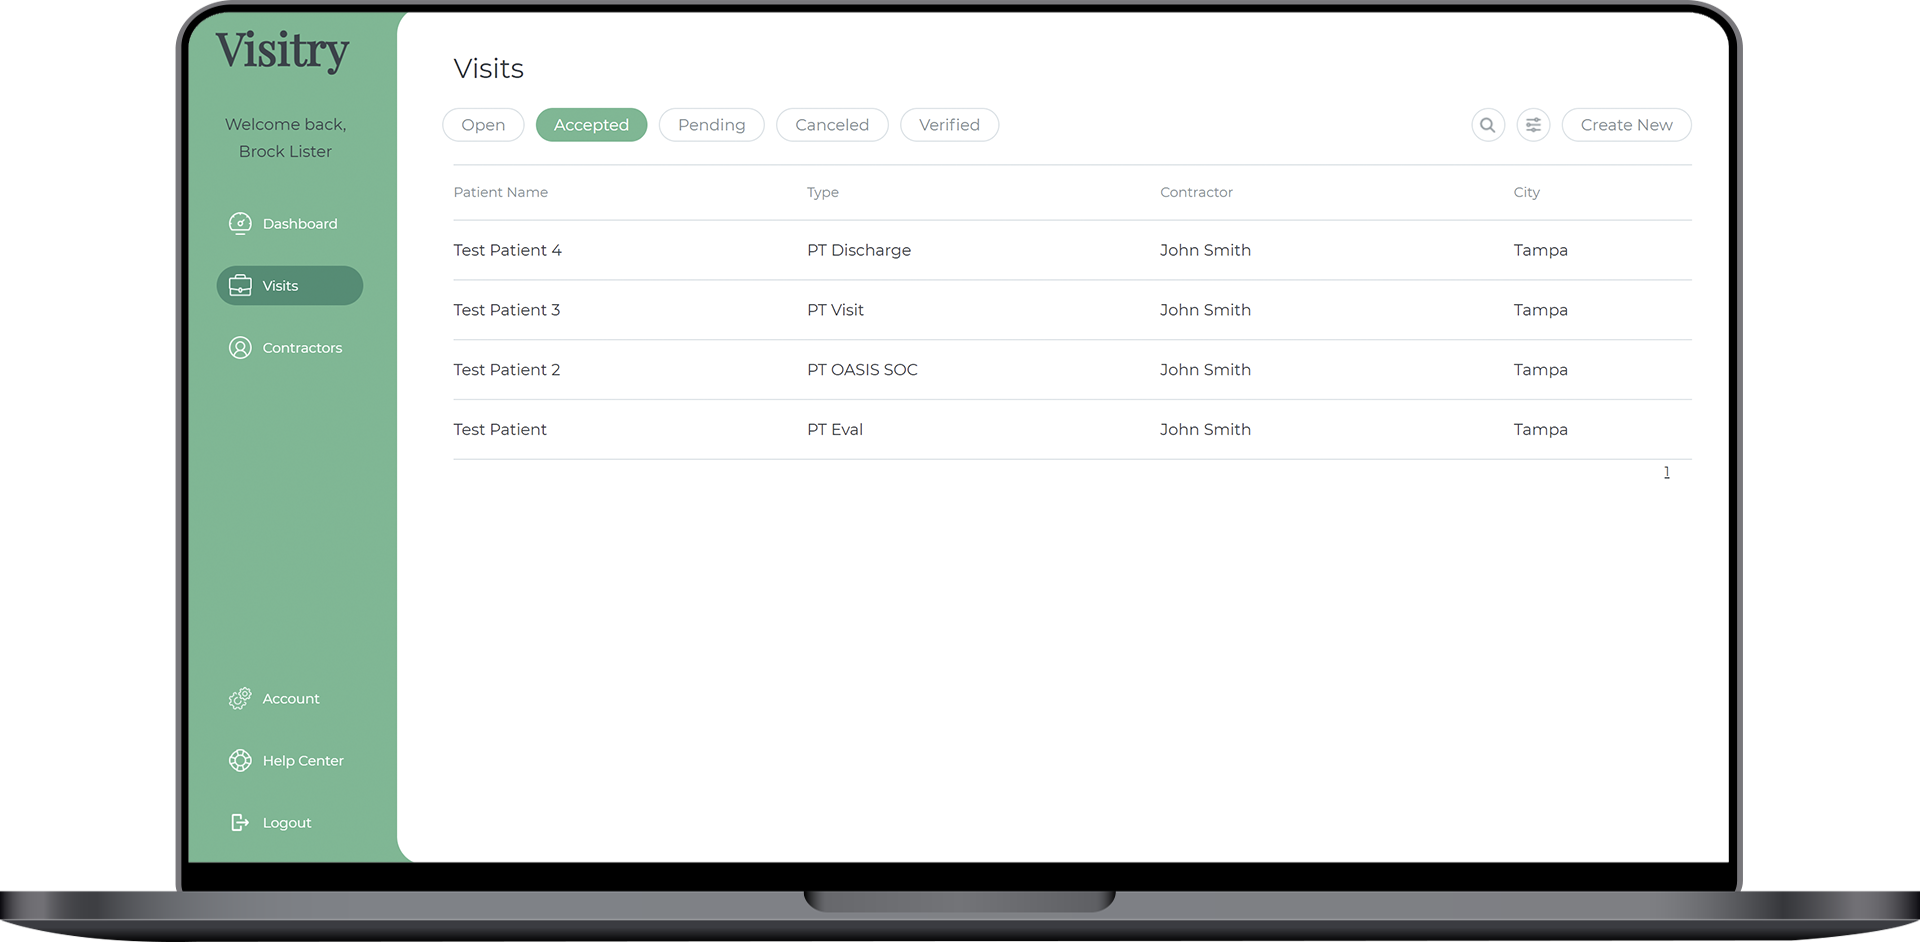 Visitry
Welcome back,
Brock Lister
Dashboard
Visits
Contractors
Account
Help Center
Logout
Visits
Open Accepted Pending Canceled Verified Create New
Patient Name Type Contractor City
Test Patient 4 PT Discharge John Smith Tampa
Test Patient 3 PT Visit John Smith Tampa
Test Patient 2 PT OASIS SOC John Smith Tampa
Test Patient PT Eval John Smith Tampa
1